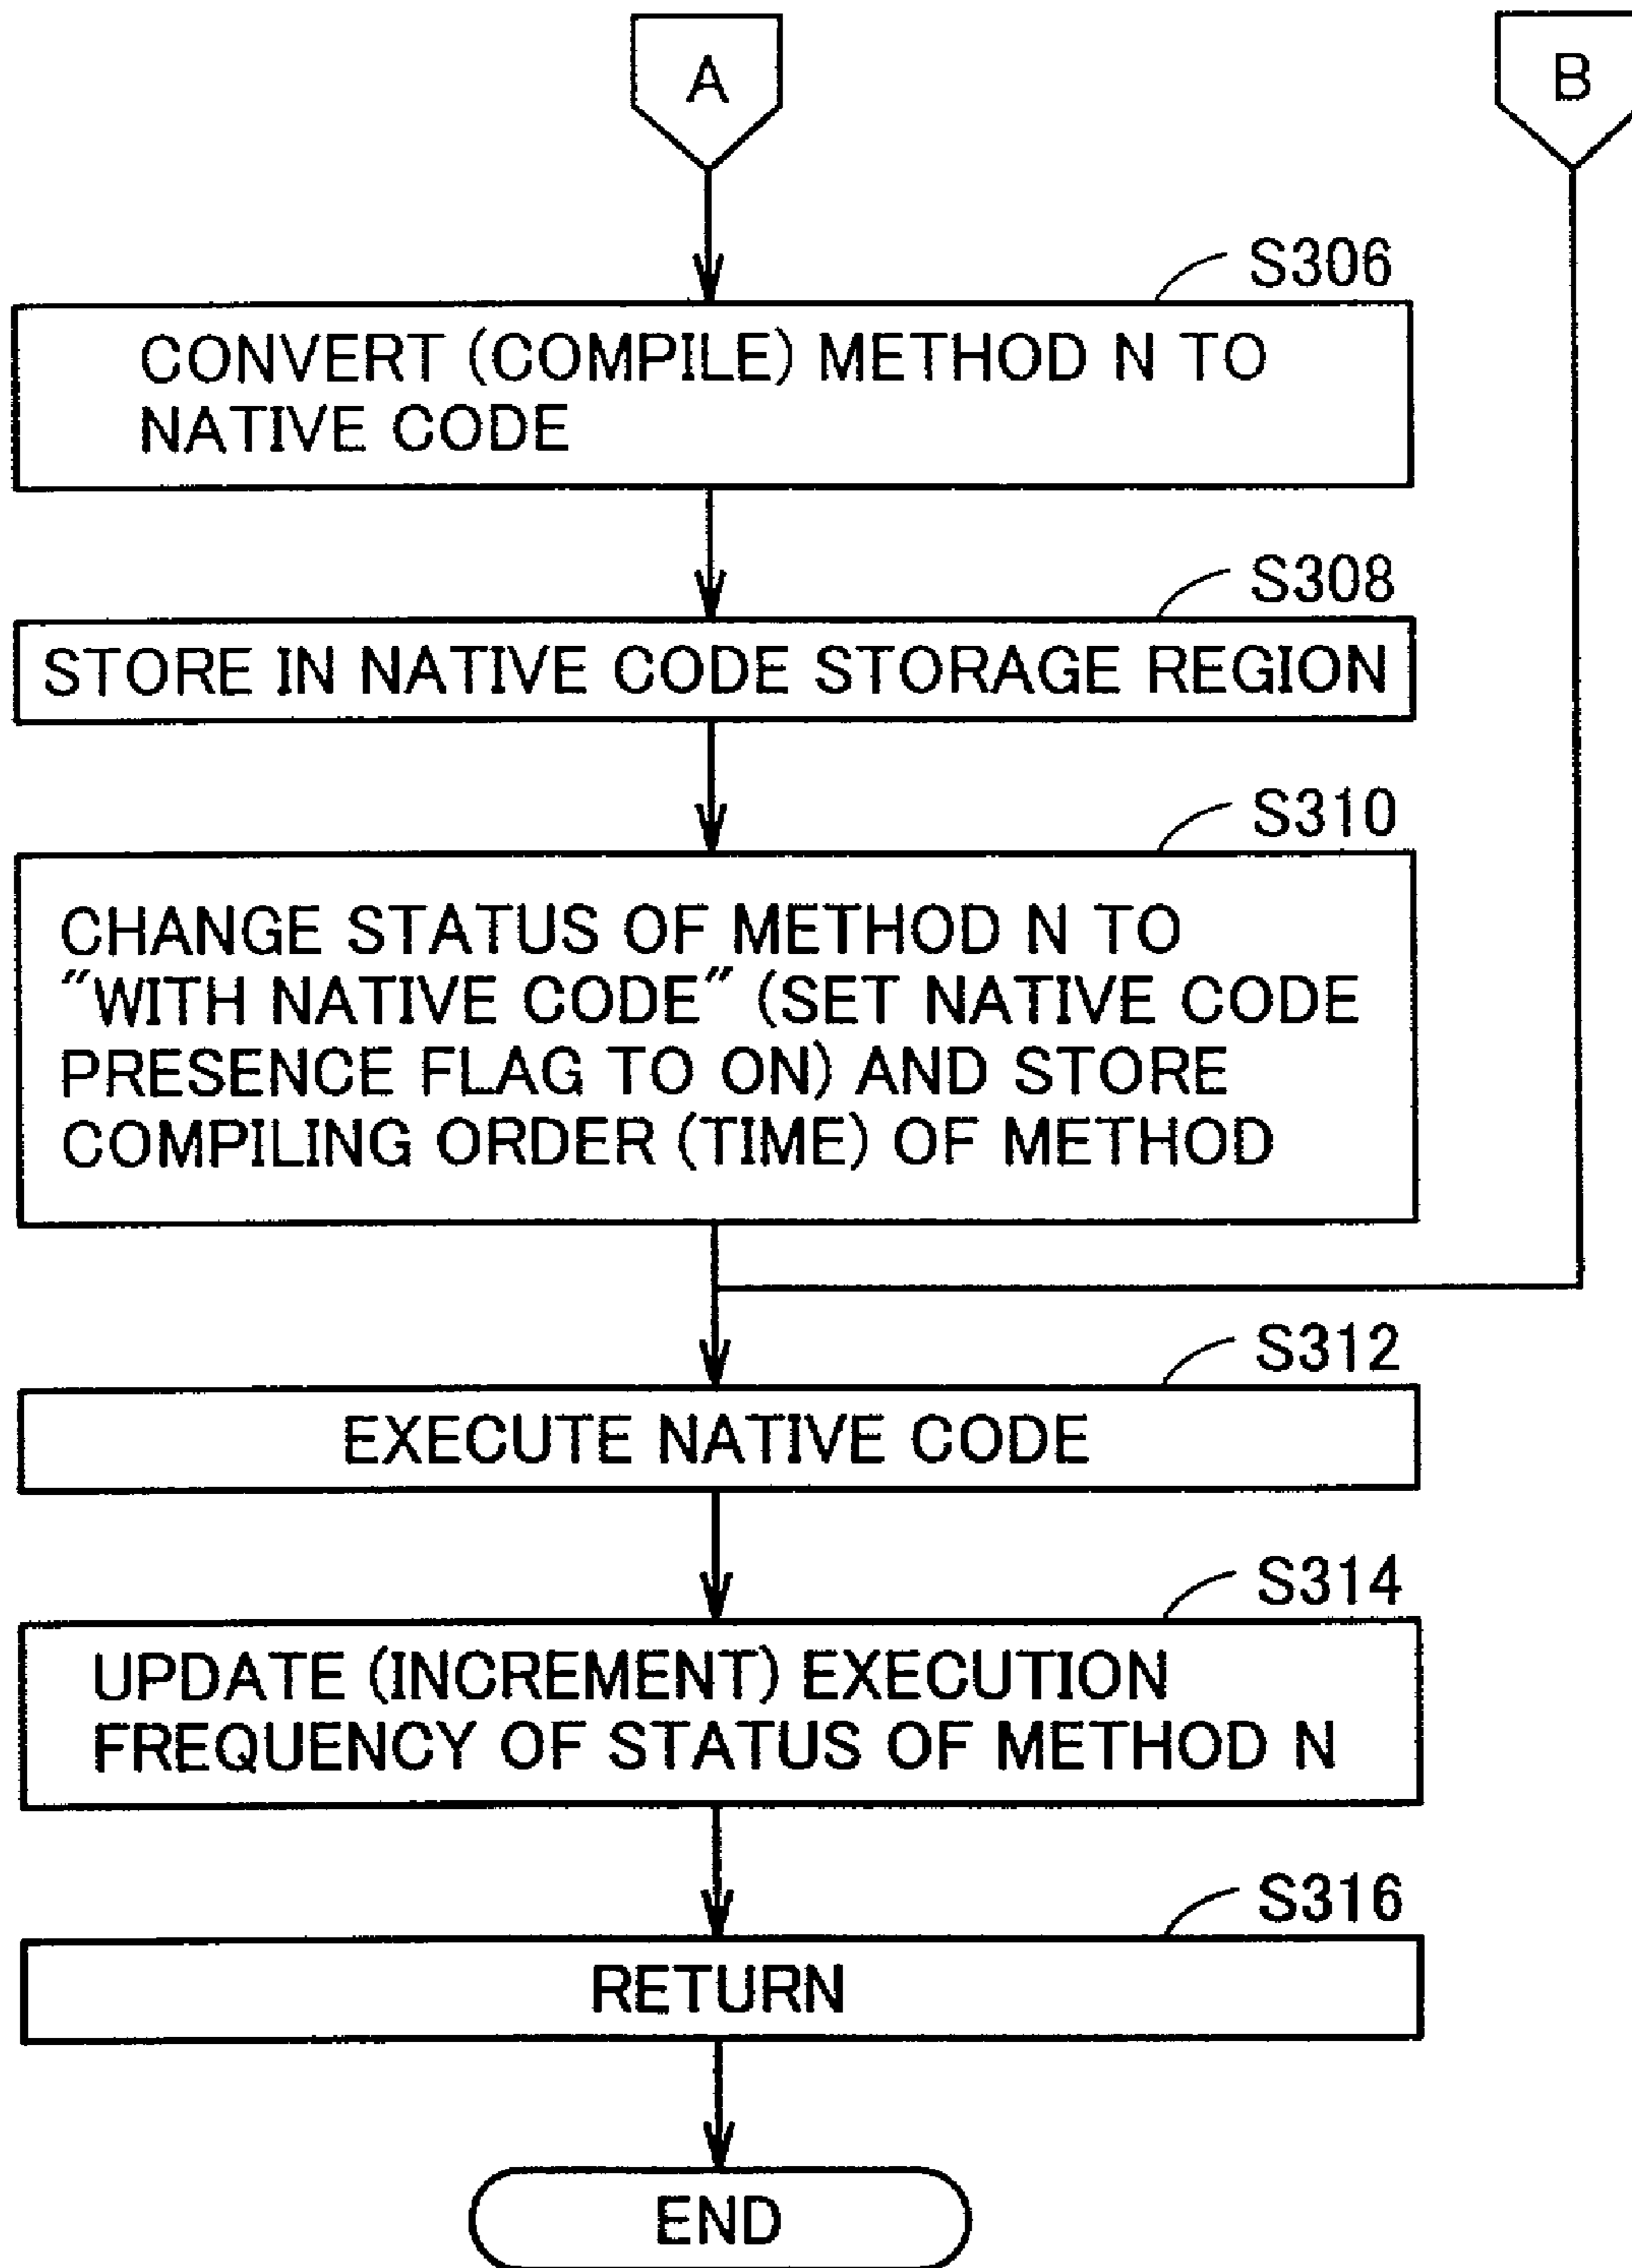 A
B
S306
CONVERT (COMPILE) METHOD N TO
NATIVE CODE
S308
STORE IN NATIVE CODE STORAGE REGION
S310
CHANGE STATUS OF METHOD N TO
"WITH NATIVE CODE" (SET NATIVE CODE
PRESENCE FLAG TO ON) AND STORE
COMPILING ORDER (TIME) OF METHOD
S312
EXECUTE NATIVE CODE
S314
UPDATE (INCREMENT) EXECUTION
FREQUENCY OF STATUS OF METHOD N
S316
RETURN
END